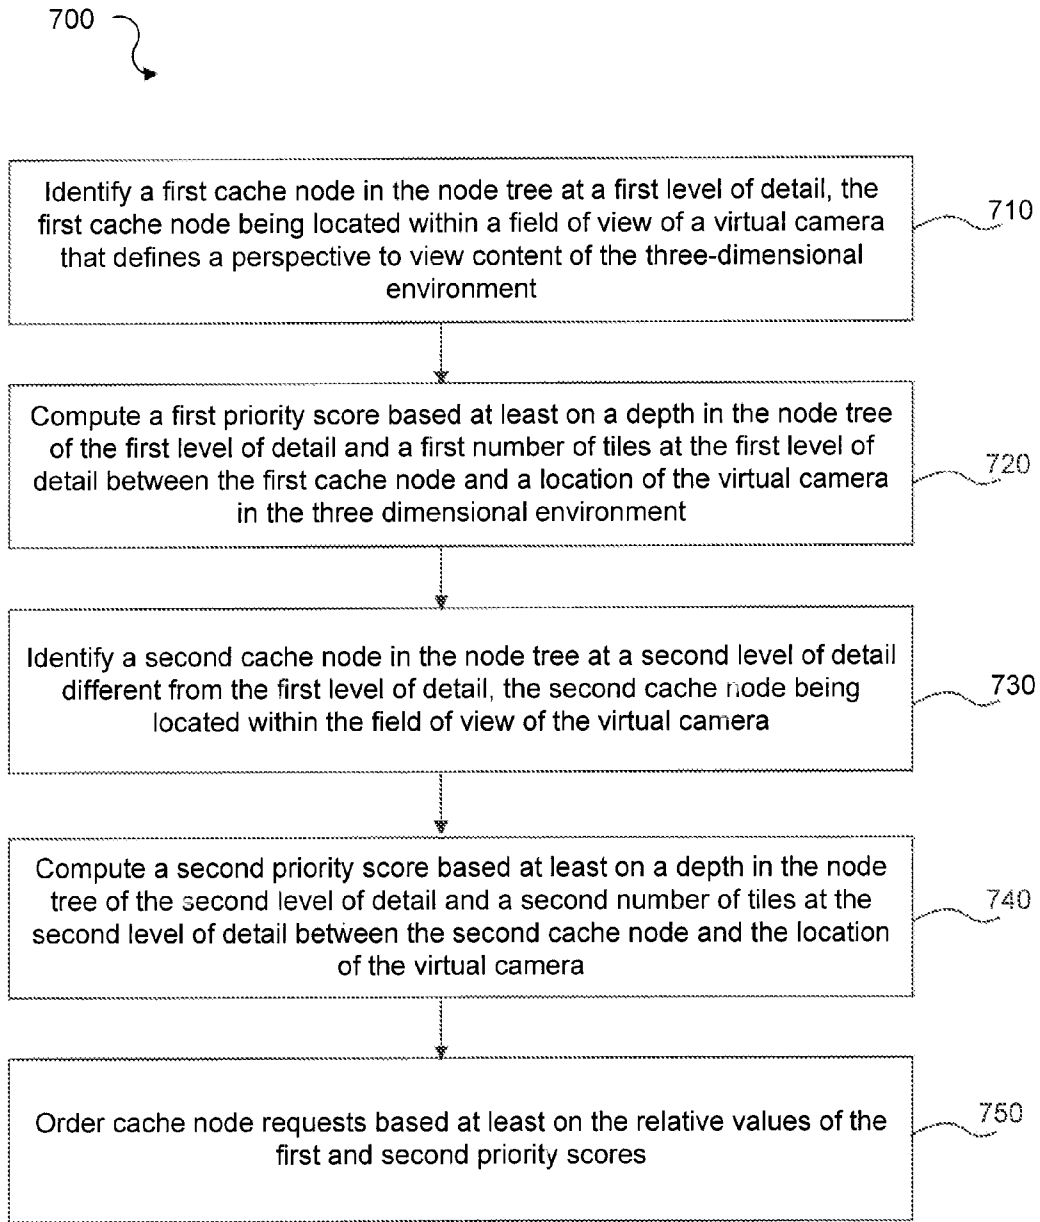 700
Identify a first cache node in the node tree at a first level of detail, the
first cache node being located within a field of view of a virtual camera
that defines a perspective to view content of the three-dimensional
environment
710
Compute a first priority score based at least on a depth in the node tree
of the first level of detail and a first number of tiles at the first level of
detail between the first cache node and a location of the virtual camera
in the three dimensional environment
720
Identify a second cache node in the node tree at a second level of detail
different from the first level of detail, the second cache node being
located within the field of view of the virtual camera
730
Compute a second priority score based at least on a depth in the node
tree of the second level of detail and a second number of tiles at the
second level of detail between the second cache node and the location
of the virtual camera
740
Order cache node requests based at least on the relative values of the
first and second priority scores
750